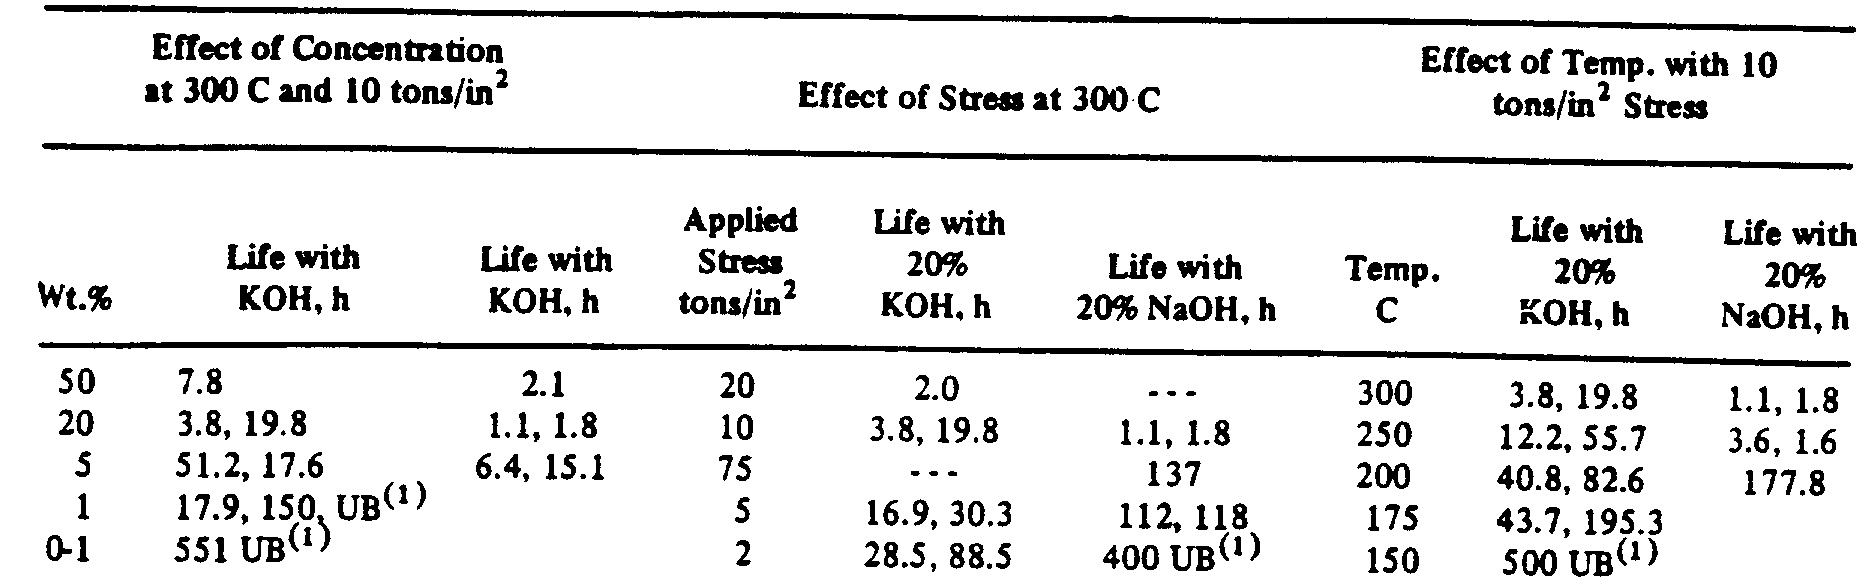 Effect of Concentration
at 300 C and 10 tons/in²
Effect of Stress at 300 C
Effect of Temp. with 10
tons/in² Stress
Wt.%
Life with
KOH, h
Life with
KOH, h
Applied
Stress
tons/in²
Life with
20%
KOH, h
Life with
20% NaOH, h
Temp.
C
Life with
20%
KOH, h
Life with
20%
NaOH, h
50 7.8 2.1 20 2.0 --- 300 3.8, 19.8 1.1, 1.8
20 3.8, 19.8 1.1, 1.8 10 3.8, 19.8 1.1, 1.8 250 12.2, 55.7 3.6, 1.6
5 51.2, 17.6 6.4, 15.1 75 --- 137 200 40.8, 82.6 177.8
1 17.9, 150, UB(1) 5 16.9, 30.3 112, 118 175 43.7, 195.3
0-1 551 UB(1) 2 28.5, 88.5 400 UB(1) 150 500 UB(1)